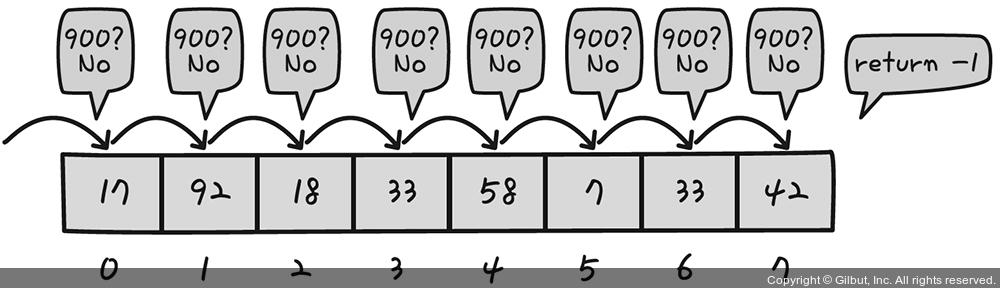 900?
No
900?
No
900?
No
900?
No
900?
No
900?
No
900?
No
900?
No
return -1
17 92 18 33 58 7 33 42
0 1 2 3 4 5 6 7
Copyright © Gilbut, Inc. All rights reserved.